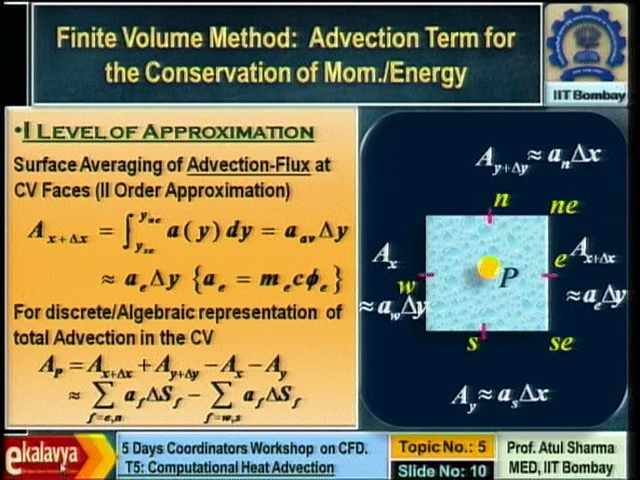 Finite Volume Method: Advection Term for
the Conservation of Mom./Energy
IIT Bombay
•I LEVEL OF APPROXIMATION
Surface Averaging of Advection-Flux at
CV Faces (II Order Approximation)
A_{x+Δx} = ∫_{y_{se}}^{y_{ne}} a(y) dy = a_{av} Δy
≈ a_e Δy {a_e = m_e c ϕ_e}
For discrete/Algebraic representation of
total Advection in the CV
A_P = A_{x+Δx} + A_{y+Δy} − A_x − A_y
≈ ∑_{f=e,n} a_f ΔS_f − ∑_{f=w,s} a_f ΔS_f
A_{y+Δy} ≈ a_n Δx
n
ne
A_x
e
A_{x+Δx}
w
P
≈ a_w Δy
≈ a_e Δy
s
se
A_y ≈ a_s Δx
ekalavya
5 Days Coordinators Workshop on CFD.
T5: Computational Heat Advection
Topic No.: 5
Slide No: 10
Prof. Atul Sharma
MED, IIT Bombay